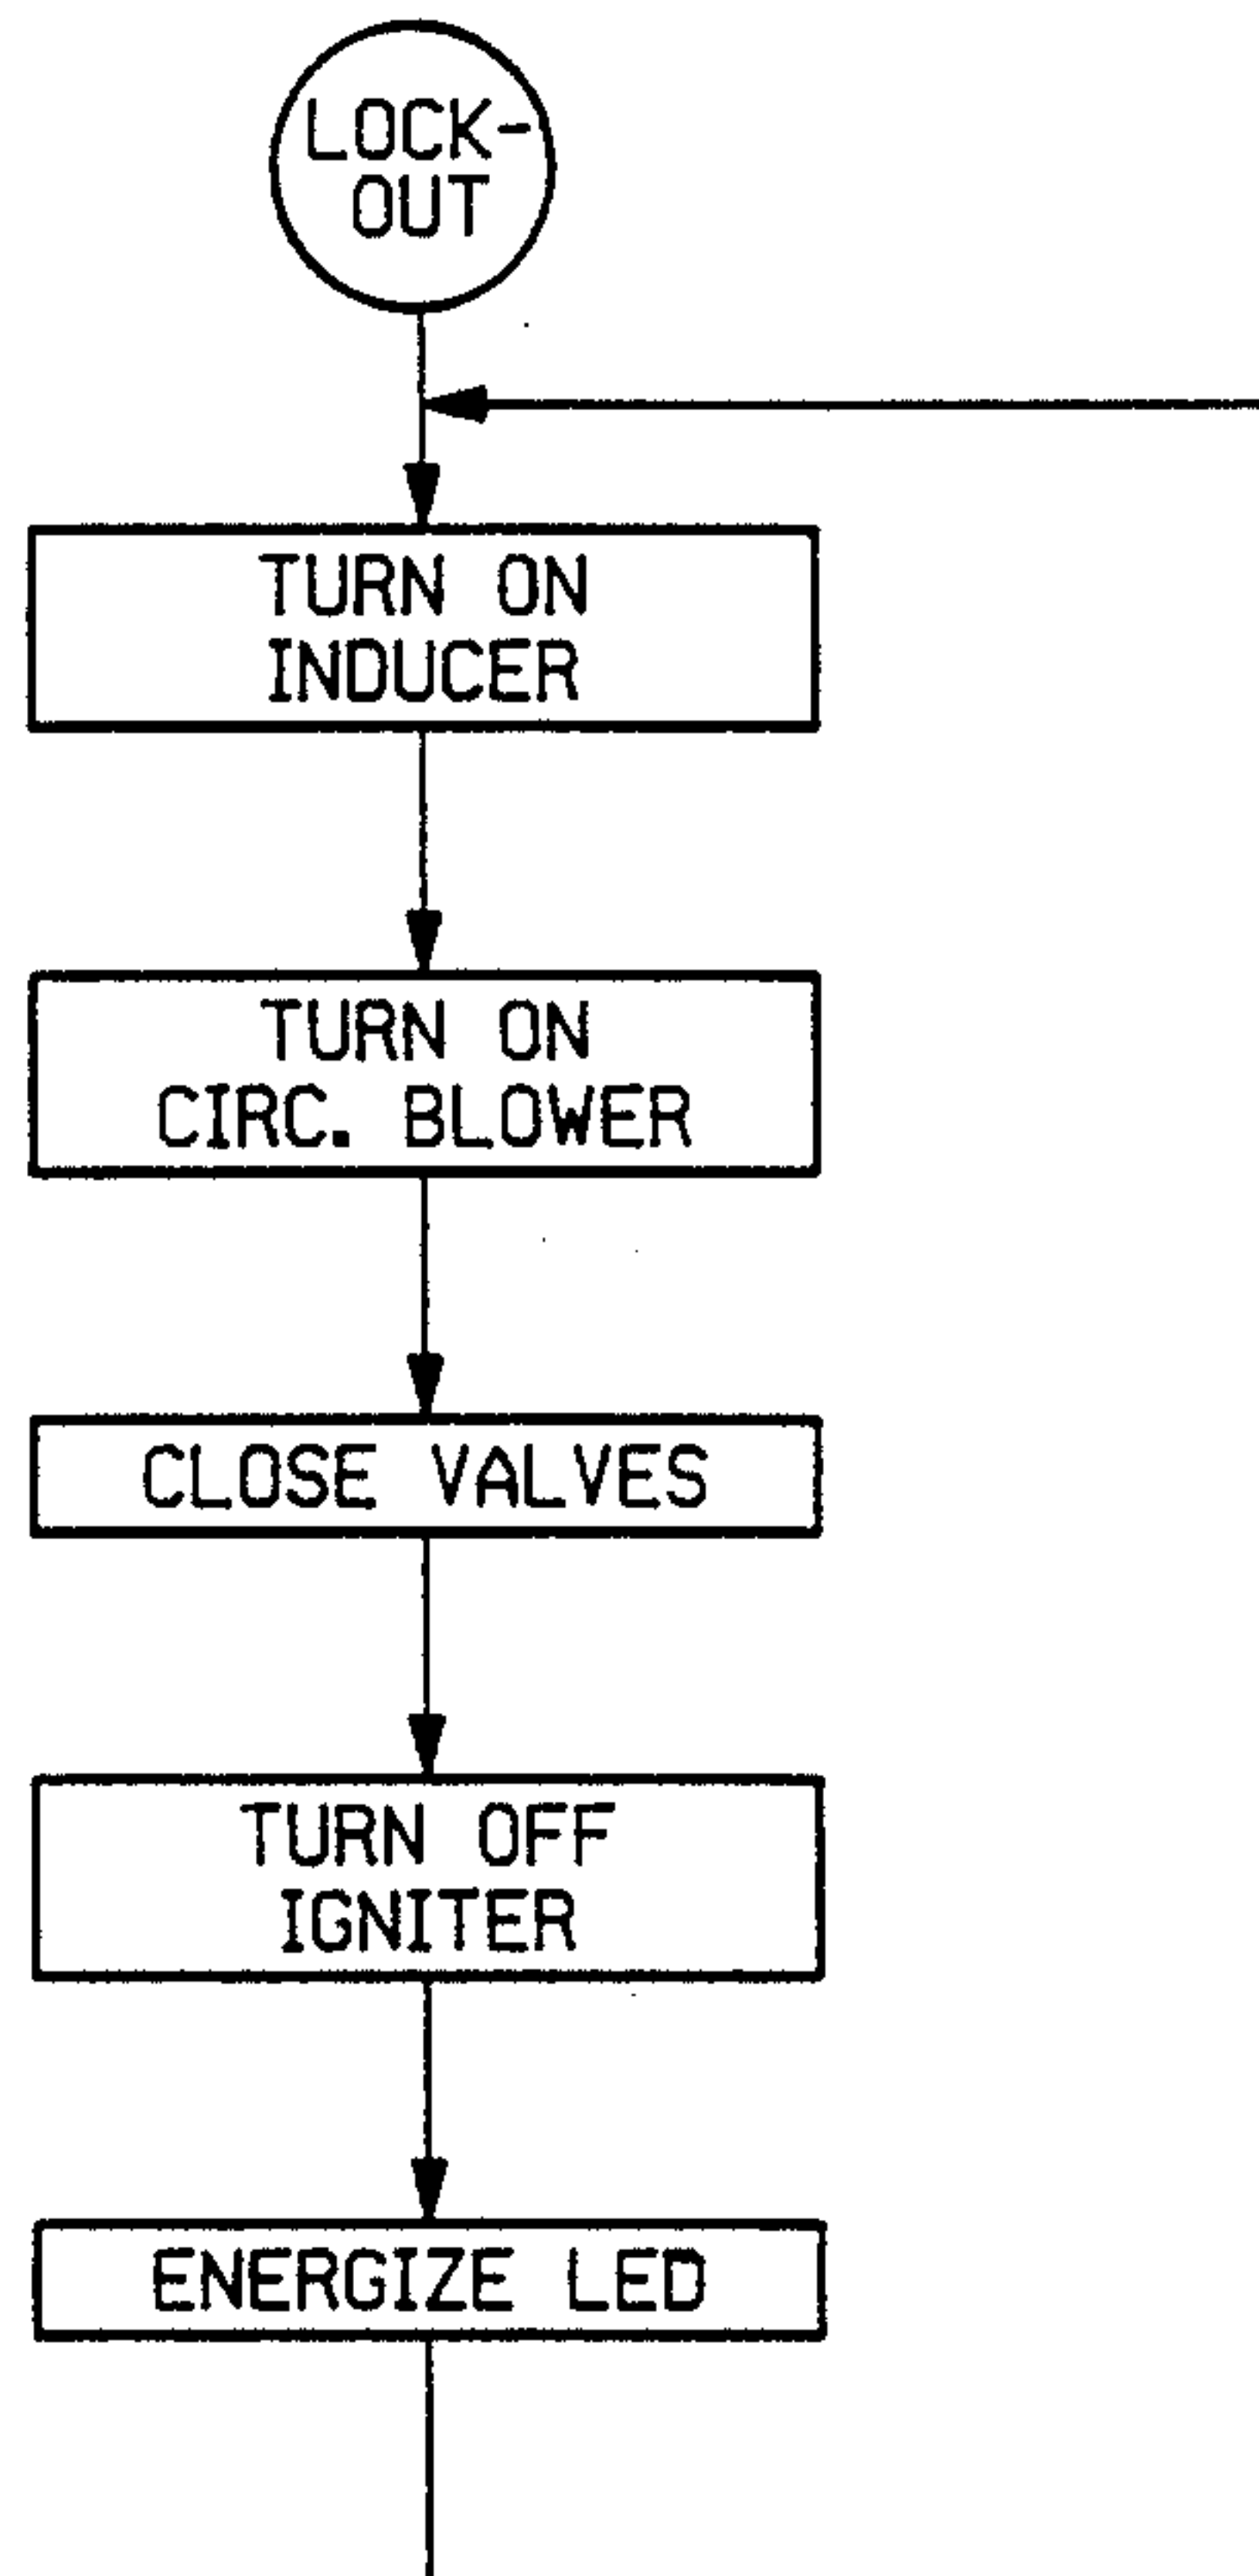 LOCK-
OUT
TURN ON
INDUCER
TURN ON
CIRC. BLOWER
CLOSE VALVES
TURN OFF
IGNITER
ENERGIZE LED